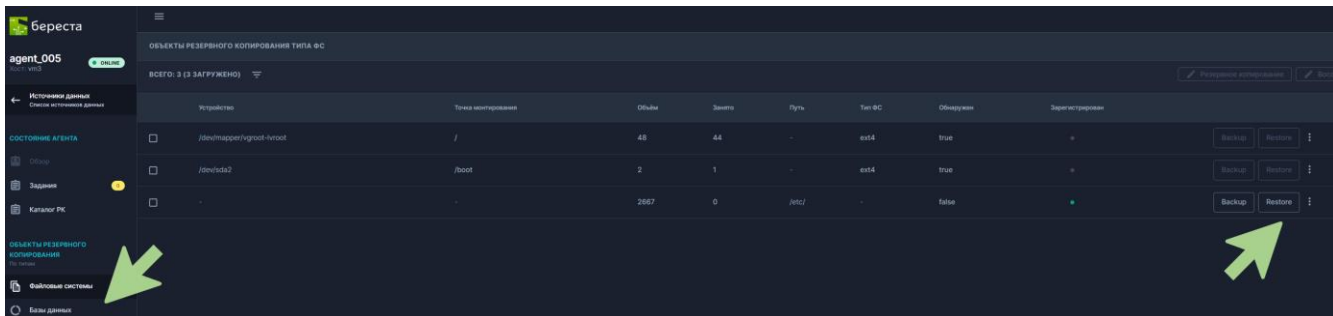 береста
agent_005
ONLINE
Хост: vm3
Источники данных
Список источников данных
СОСТОЯНИЕ АГЕНТА
Обзор
Задания
Каталог РК
ОБЪЕКТЫ РЕЗЕРВНОГО КОПИРОВАНИЯ
По типам
Файловые системы
Базы данных
ОБЪЕКТЫ РЕЗЕРВНОГО КОПИРОВАНИЯ ТИПА ФС
ВСЕГО: 3 (3 ЗАГРУЖЕНО)
Резервное копирование
Устройство Точка монтирования Объём Занято Путь Тип ФС Обнаружен Зарегистрирован
/dev/mapper/vgroot-lvroot / 48 44 - ext4 true Backup Restore
/dev/sda2 /boot 2 1 - ext4 true Backup Restore
- - 2667 0 /etc/ - false Backup Restore